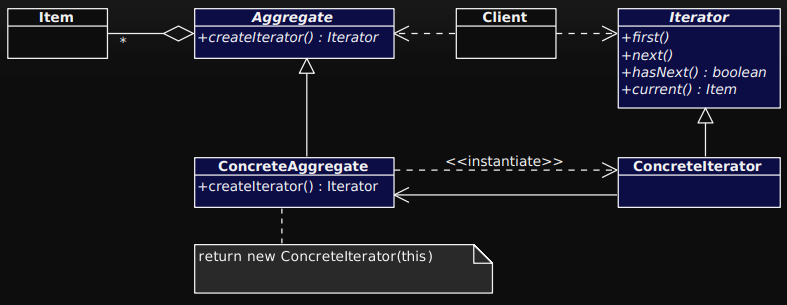 Item
*
Aggregate
+createIterator() : Iterator
Client
Iterator
+first()
+next()
+hasNext() : boolean
+current() : Item
ConcreteAggregate
+createIterator() : Iterator
<<instantiate>>
ConcreteIterator
return new ConcreteIterator(this)